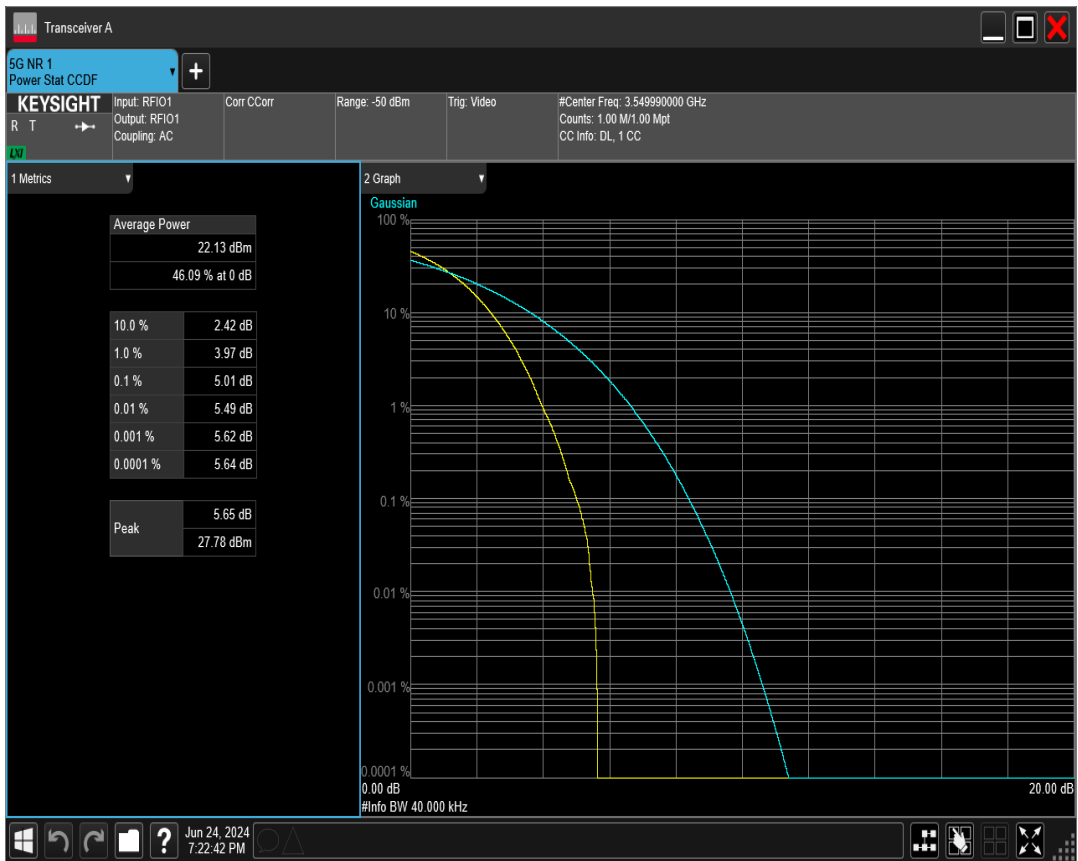 Transceiver A
5G NR 1
Power Stat CCDF
KEYSIGHT
R T
LXI
Input: RFIO1
Output: RFIO1
Coupling: AC
Corr CCorr
Range: -50 dBm
Trig: Video
#Center Freq: 3.549990000 GHz
Counts: 1.00 M/1.00 Mpt
CC Info: DL, 1 CC
1 Metrics
Average Power
22.13 dBm
46.09 % at 0 dB
10.0 % 2.42 dB
1.0 % 3.97 dB
0.1 % 5.01 dB
0.01 % 5.49 dB
0.001 % 5.62 dB
0.0001 % 5.64 dB
Peak
5.65 dB
27.78 dBm
2 Graph
Gaussian
100 %
10 %
1 %
0.1 %
0.01 %
0.001 %
0.0001 %
0.00 dB 20.00 dB
#Info BW 40.000 kHz
? Jun 24, 2024
7:22:42 PM